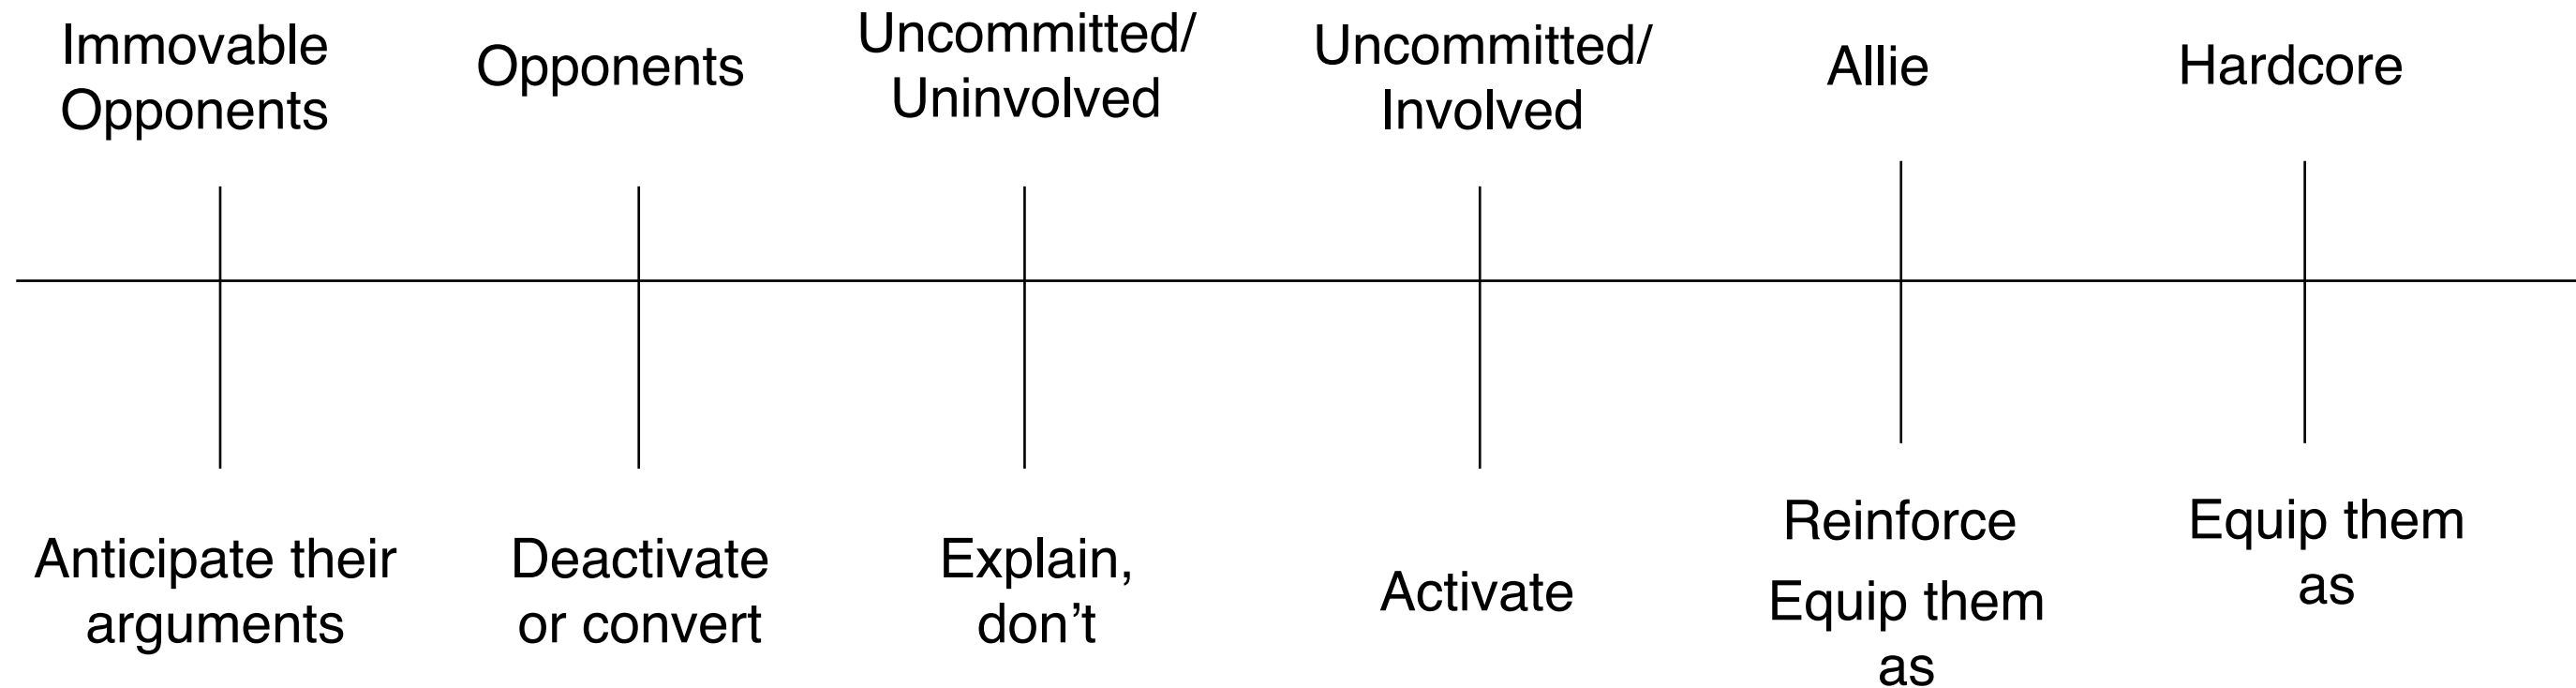 Immovable
Opponents
Opponents
Uncommitted/
Uninvolved
Uncommitted/
Involved
Allie
Hardcore
Anticipate their
arguments
Deactivate
or convert
Explain,
don't
Activate
Reinforce
Equip them
as
Equip them
as